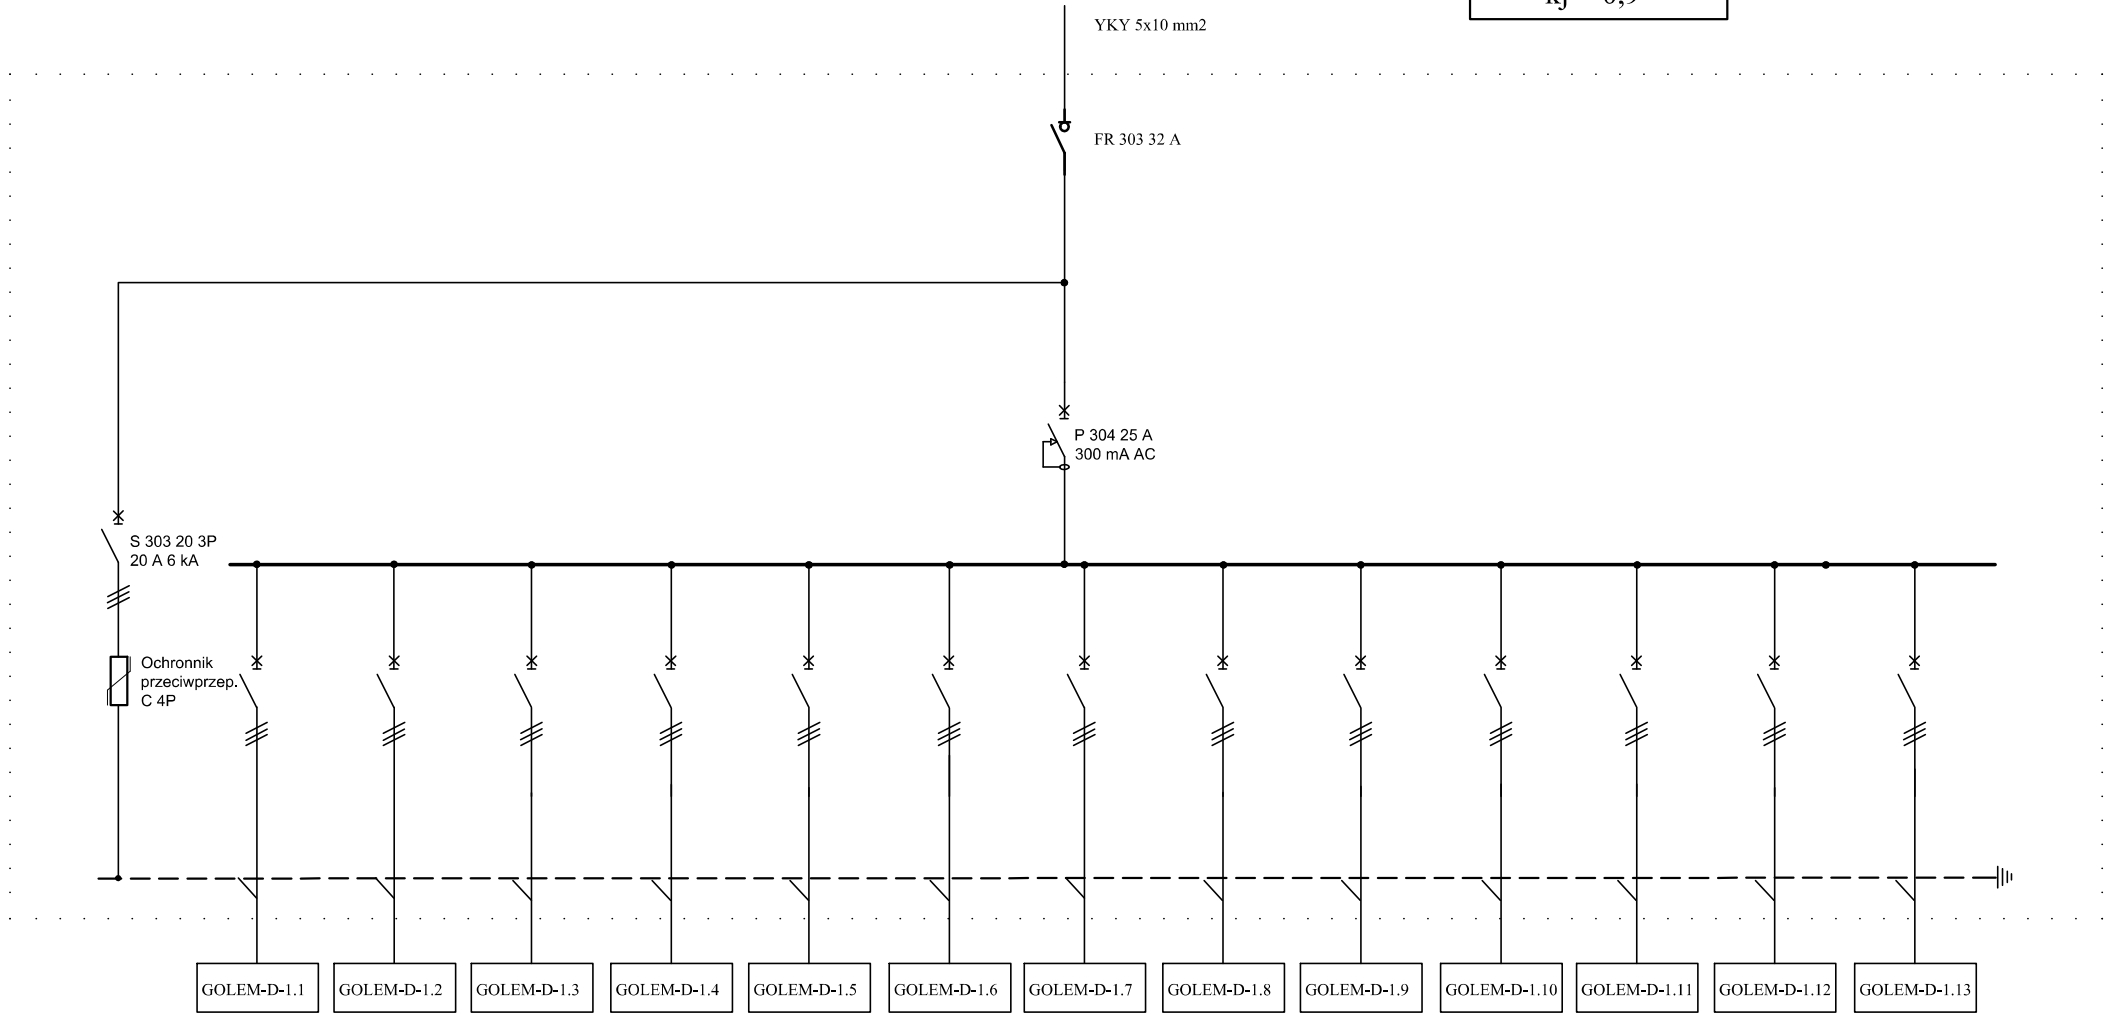 YKY 5x10 mm2
FR 303 32 A
P 304 25 A
300 mA AC
S 303 20 3P
20 A 6 kA
Ochronnik
przeciwprzep.
C 4P
GOLEM-D-1.1
GOLEM-D-1.2
GOLEM-D-1.3
GOLEM-D-1.4
GOLEM-D-1.5
GOLEM-D-1.6
GOLEM-D-1.7
GOLEM-D-1.8
GOLEM-D-1.9
GOLEM-D-1.10
GOLEM-D-1.11
GOLEM-D-1.12
GOLEM-D-1.13